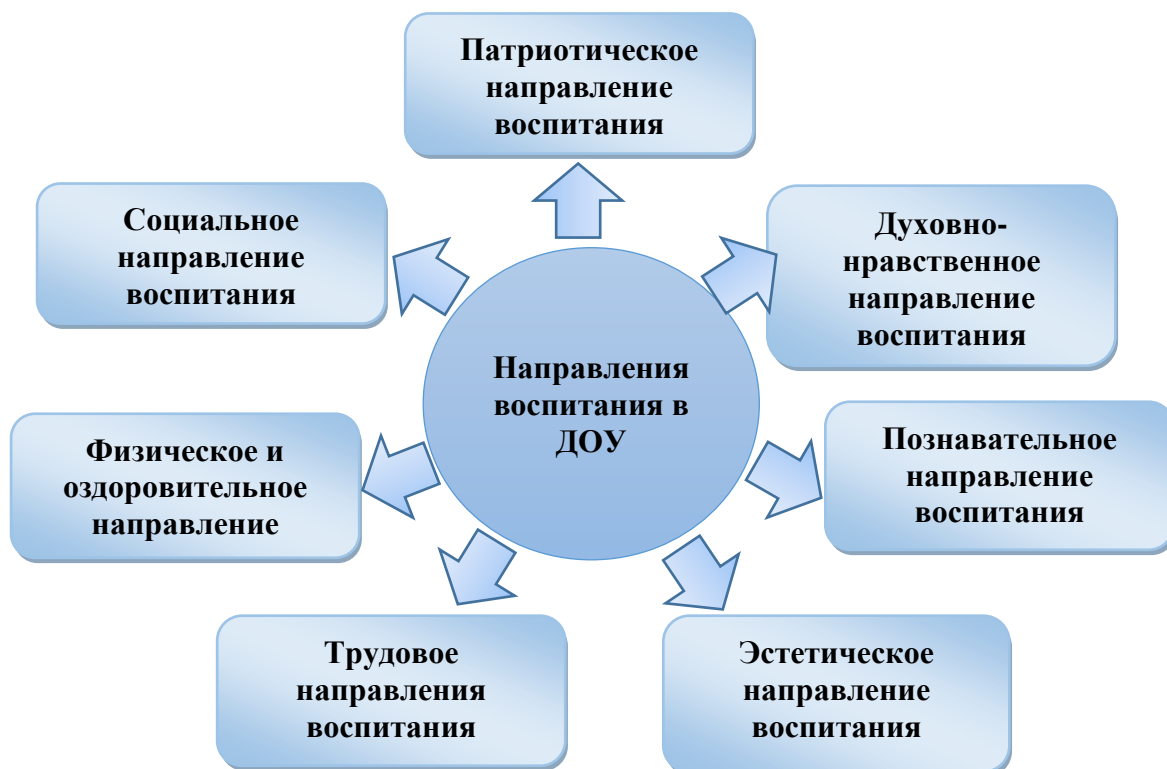 Патриотическое
направление
воспитания
Социальное
направление
воспитания
Духовно-
нравственное
направление
воспитания
Направления
воспитания в
ДОУ
Физическое и
оздоровительное
направление
Познавательное
направление
воспитания
Трудовое
направления
воспитания
Эстетическое
направление
воспитания